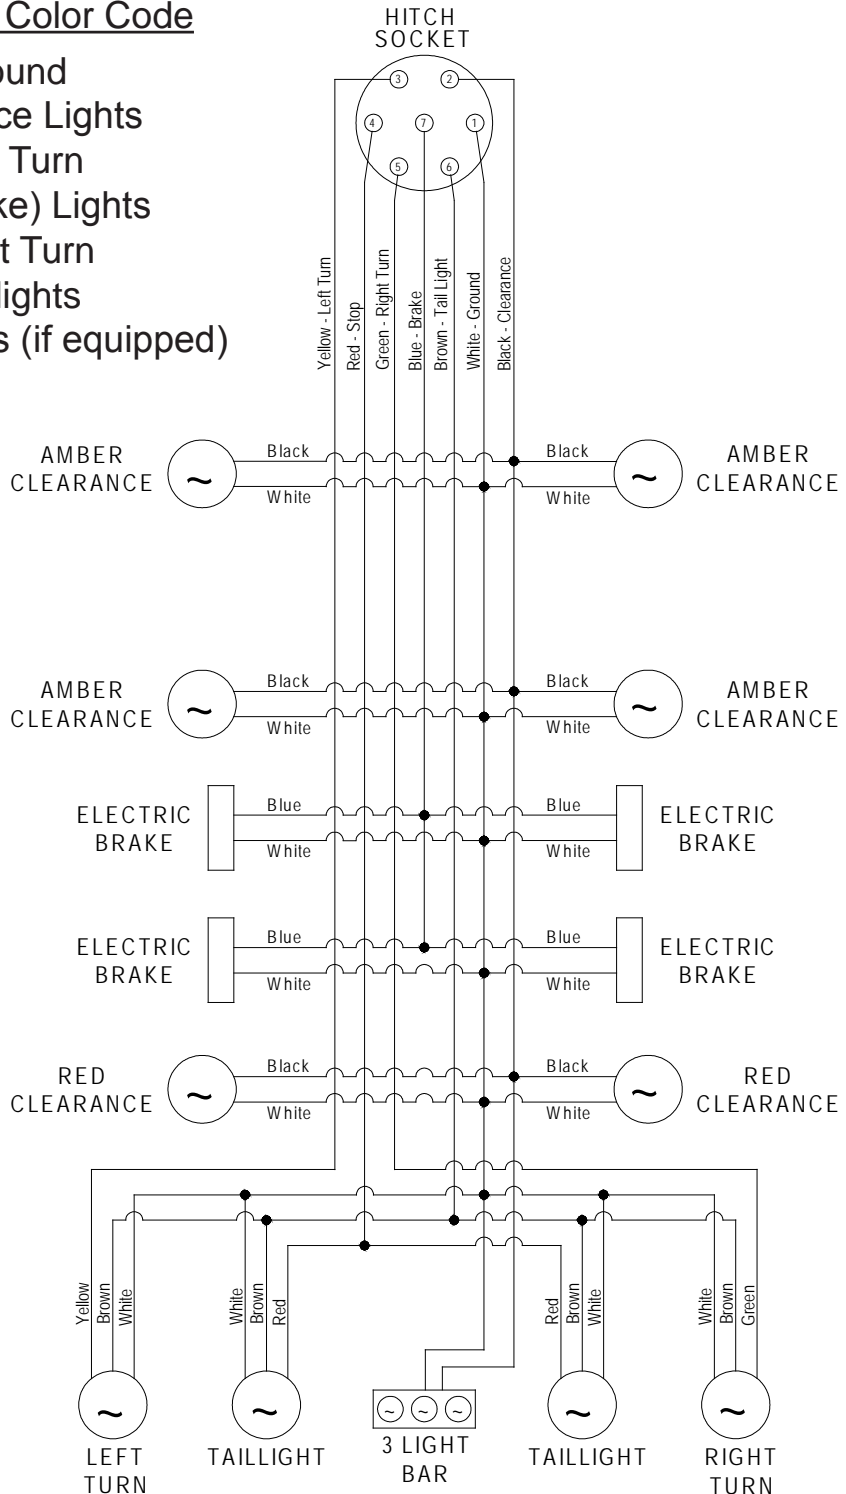 Color Code
ound
ce Lights
Turn
ke) Lights
t Turn
lights
s (if equipped)
HITCH
SOCKET
3
2
4
7
1
5
6
Yellow - Left Turn
Red - Stop
Green - Right Turn
Blue - Brake
Brown - Tail Light
White - Ground
Black - Clearance
AMBER
CLEARANCE
Black
White
Black
White
AMBER
CLEARANCE
AMBER
CLEARANCE
Black
White
Black
White
AMBER
CLEARANCE
ELECTRIC
BRAKE
Blue
White
Blue
White
ELECTRIC
BRAKE
ELECTRIC
BRAKE
Blue
White
Blue
White
ELECTRIC
BRAKE
RED
CLEARANCE
Black
White
Black
White
RED
CLEARANCE
Yellow
Brown
White
White
Brown
Red
Red
Brown
White
White
Brown
Green
LEFT
TURN
TAILLIGHT
3 LIGHT
BAR
TAILLIGHT
RIGHT
TURN